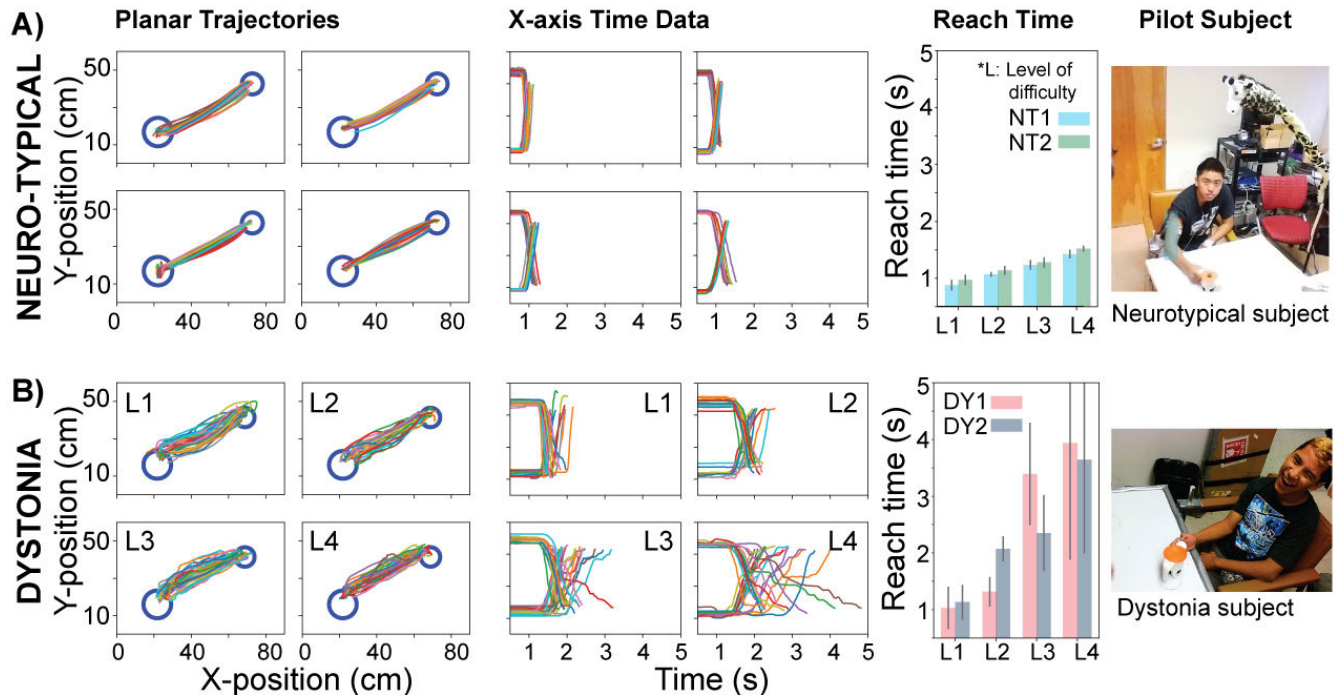 Planar Trajectories
X-axis Time Data
Reach Time
Pilot Subject
A)
NEURO-TYPICAL
Y-position (cm)
50
10
50
10
0 40 80 0 40 80
1 2 3 4 5 1 2 3 4 5
Reach time (s)
5
4
3
2
1
*L: Level of
difficulty
NT1
NT2
L1 L2 L3 L4
Neurotypical subject
B)
DYSTONIA
Y-position (cm)
50
10
50
10
L1
L2
L3
L4
0 40 80 0 40 80
X-position (cm)
L1
L2
L3
L4
1 2 3 4 5 1 2 3 4 5
Time (s)
Reach time (s)
5
4
3
2
1
DY1
DY2
L1 L2 L3 L4
Dystonia subject